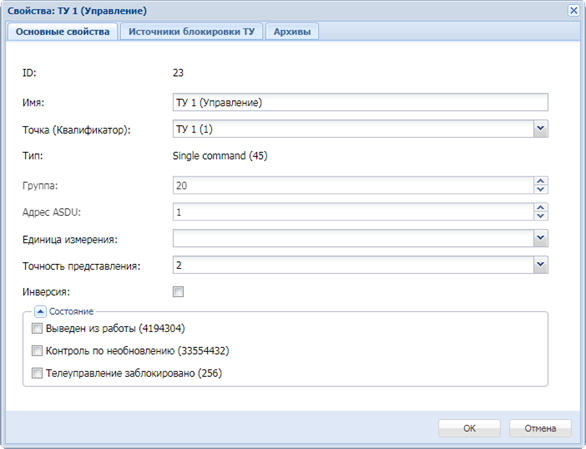 Свойства: ТУ 1 (Управление)
Основные свойства Источники блокировки ТУ Архивы
ID: 23
Имя: ТУ 1 (Управление)
Точка (Квалификатор): ТУ 1 (1)
Тип: Single command (45)
Группа: 20
Адрес ASDU: 1
Единица измерения:
Точность представления: 2
Инверсия:
Состояние
Выведен из работы (4194304)
Контроль по необновлению (33554432)
Телеуправление заблокировано (256)
OK Отмена